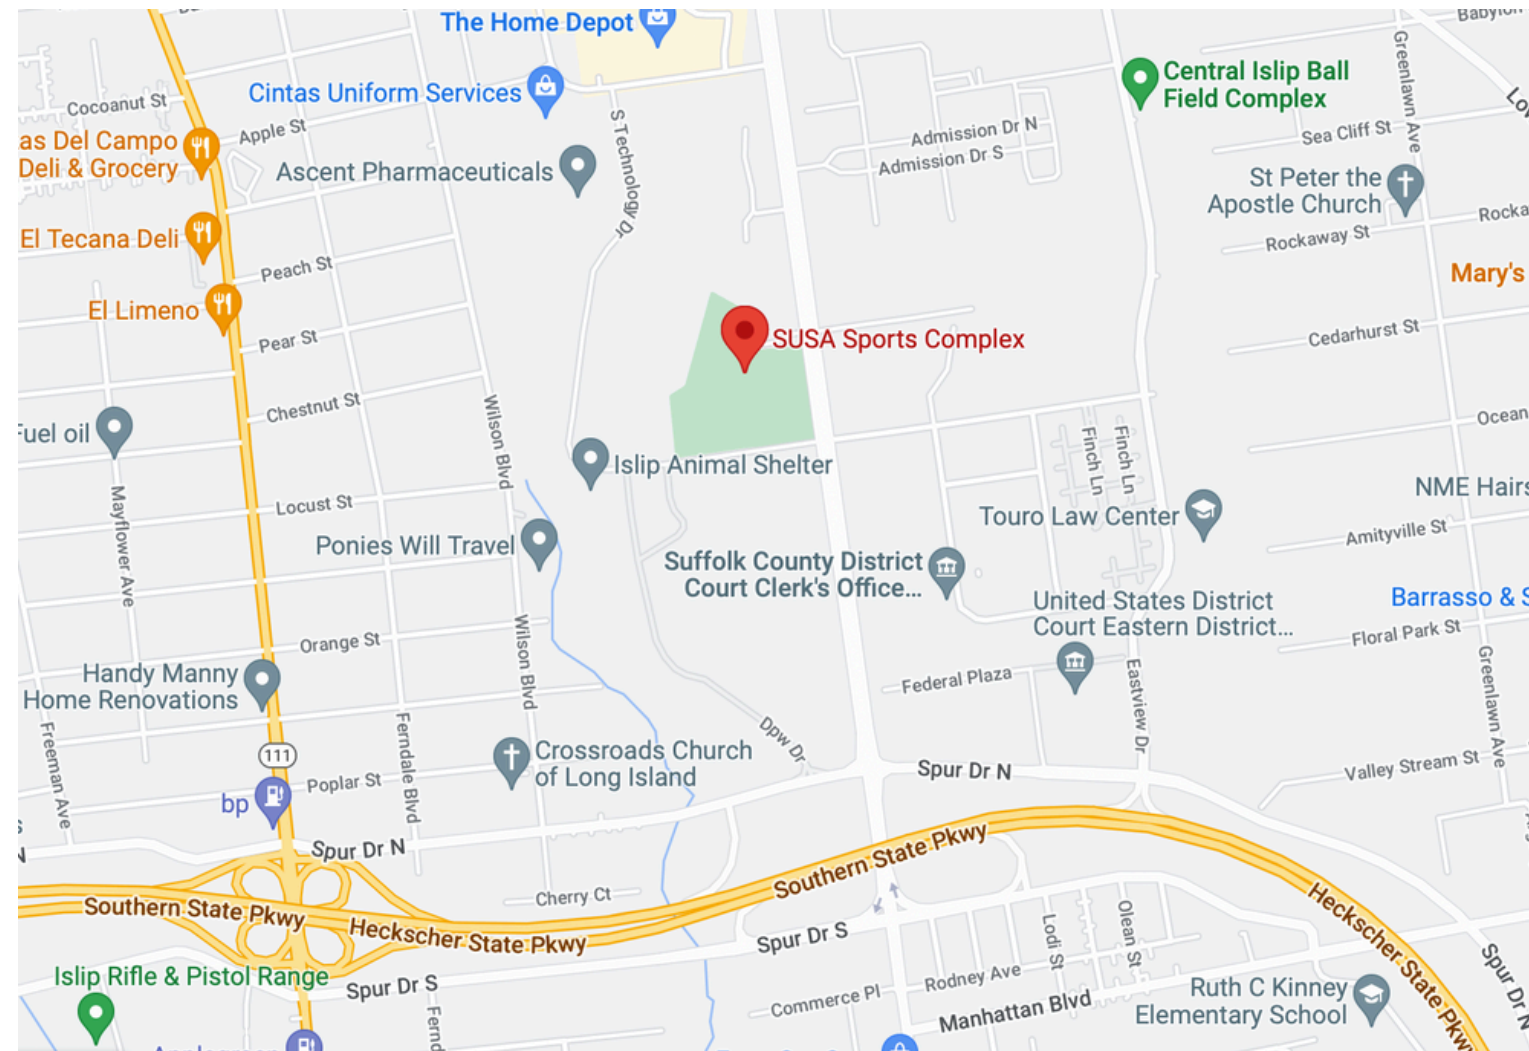 The Home Depot
Babylon
Central Islip Ball
Field Complex
Greenlawn Ave
Cintas Uniform Services
Cocoanut St
Apple St
S Technology Dr
Admission Dr N
Admission Dr S
Sea Cliff St
as Del Campo
Deli & Grocery
Ascent Pharmaceuticals
St Peter the
Apostle Church
Rocka
Rockaway St
El Tecana Deli
Peach St
Mary's
El Limeno
Pear St
SUSA Sports Complex
Cedarhurst St
Chestnut St
Wilson Blvd
Finch Ln
Finch Ln
Ocean
Fuel oil
Islip Animal Shelter
Mayflower Ave
Locust St
NME Hairs
Touro Law Center
Amityville St
Ponies Will Travel
Suffolk County District
Court Clerk's Office...
United States District
Court Eastern District...
Barrasso & S
Wilson Blvd
Orange St
Floral Park St
Handy Manny
Home Renovations
Federal Plaza
Eastview Dr
Greenlawn Ave
Freeman Ave
Ferndale Blvd
Dpw Dr
111
Crossroads Church
of Long Island
Spur Dr N
Valley Stream St
Poplar St
bp
Spur Dr N
Southern State Pkwy
Cherry Ct
Southern State Pkwy
Heckscher State Pkwy
Heckscher State Pkwy
Spur Dr S
Lodi St
Olean St
Islip Rifle & Pistol Range
Spur Dr S
Rodney Ave
Commerce Pl
Manhattan Blvd
Ruth C Kinney
Elementary School
Spur Dr N
Fernd